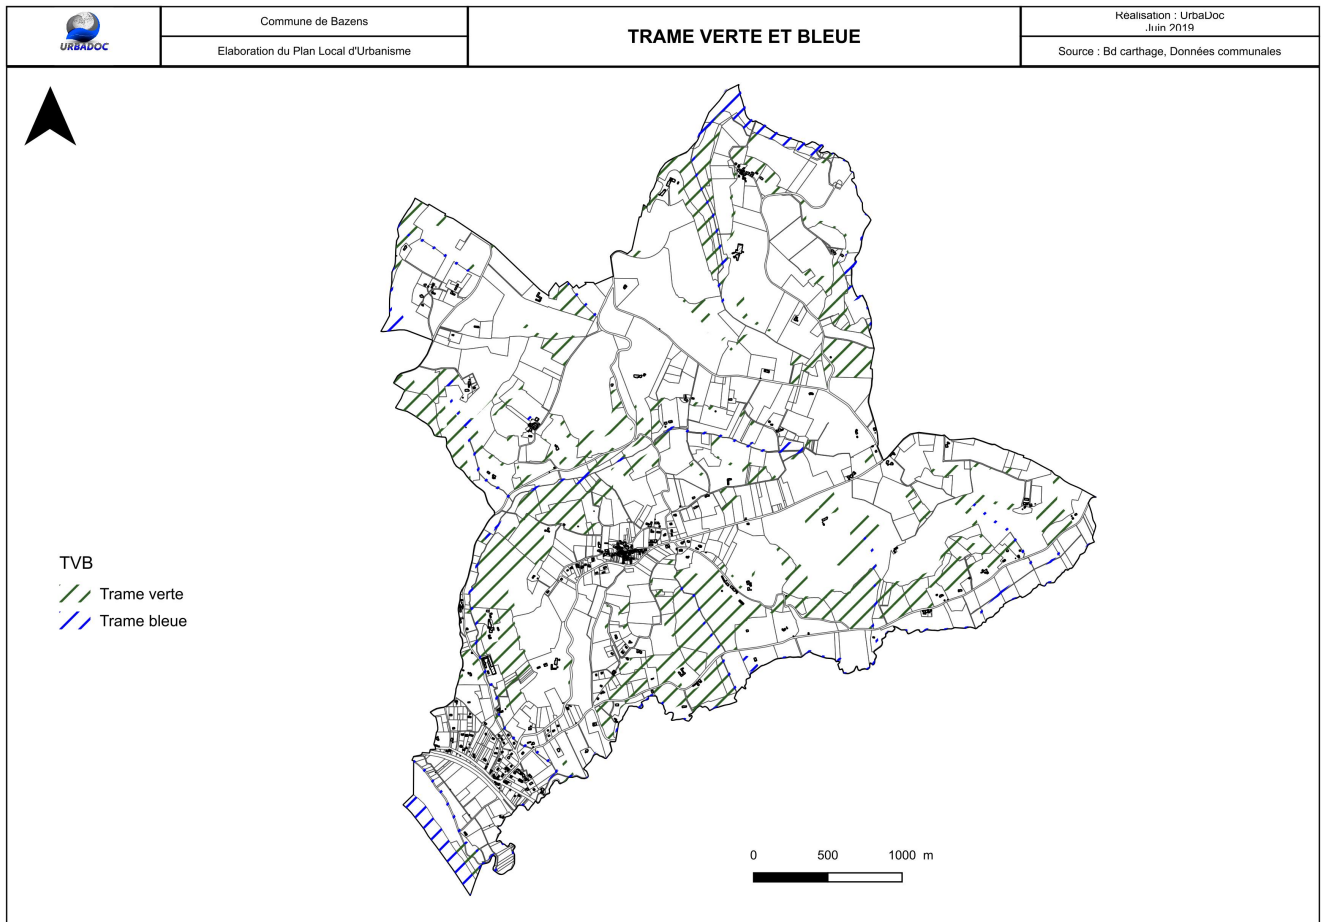 URBADOC
Commune de Bazens
Elaboration du Plan Local d'Urbanisme
TRAME VERTE ET BLEUE
Réalisation : UrbaDoc
Juin 2019
Source : Bd carthage, Données communales
TVB
Trame verte
Trame bleue
0 500 1000 m